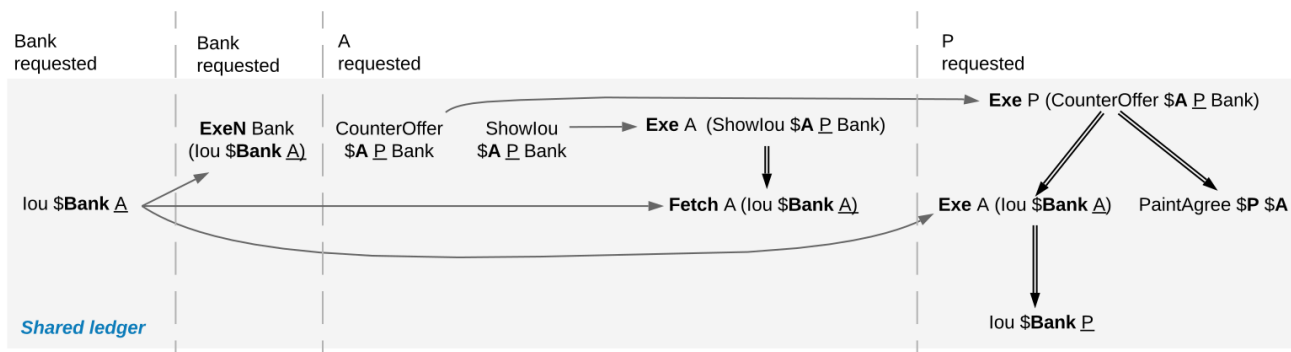 Bank
requested
Bank
requested
A
requested
P
requested
Exe P (CounterOffer $A P Bank)
ExeN Bank
(Iou $Bank A)
CounterOffer
$A P Bank
ShowIou
$A P Bank
Exe A (ShowIou $A P Bank)
Iou $Bank A
Fetch A (Iou $Bank A)
Exe A (Iou $Bank A)
PaintAgree $P $A
Iou $Bank P
Shared ledger